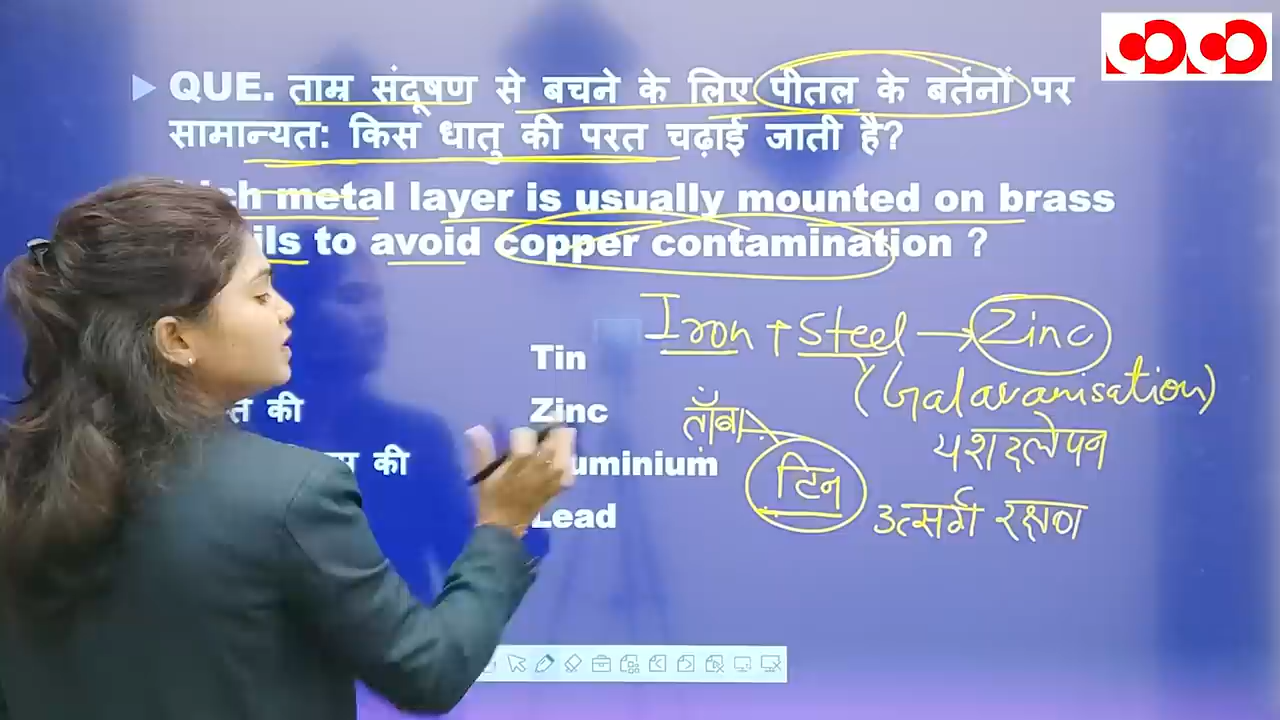 QUE. ताम्र संदूषण से बचने के लिए पीतल के बर्तनों पर
सामान्यत: किस धातु की परत चढ़ाई जाती है?
metal layer is usually mounted on brass
to avoid copper contamination ?
Iron + Steel → Zinc
(Galavanisation)
यशदलेपन
उत्सर्ग रक्षण
ताँबा
टिन
Tin
की Zinc
की
Lead